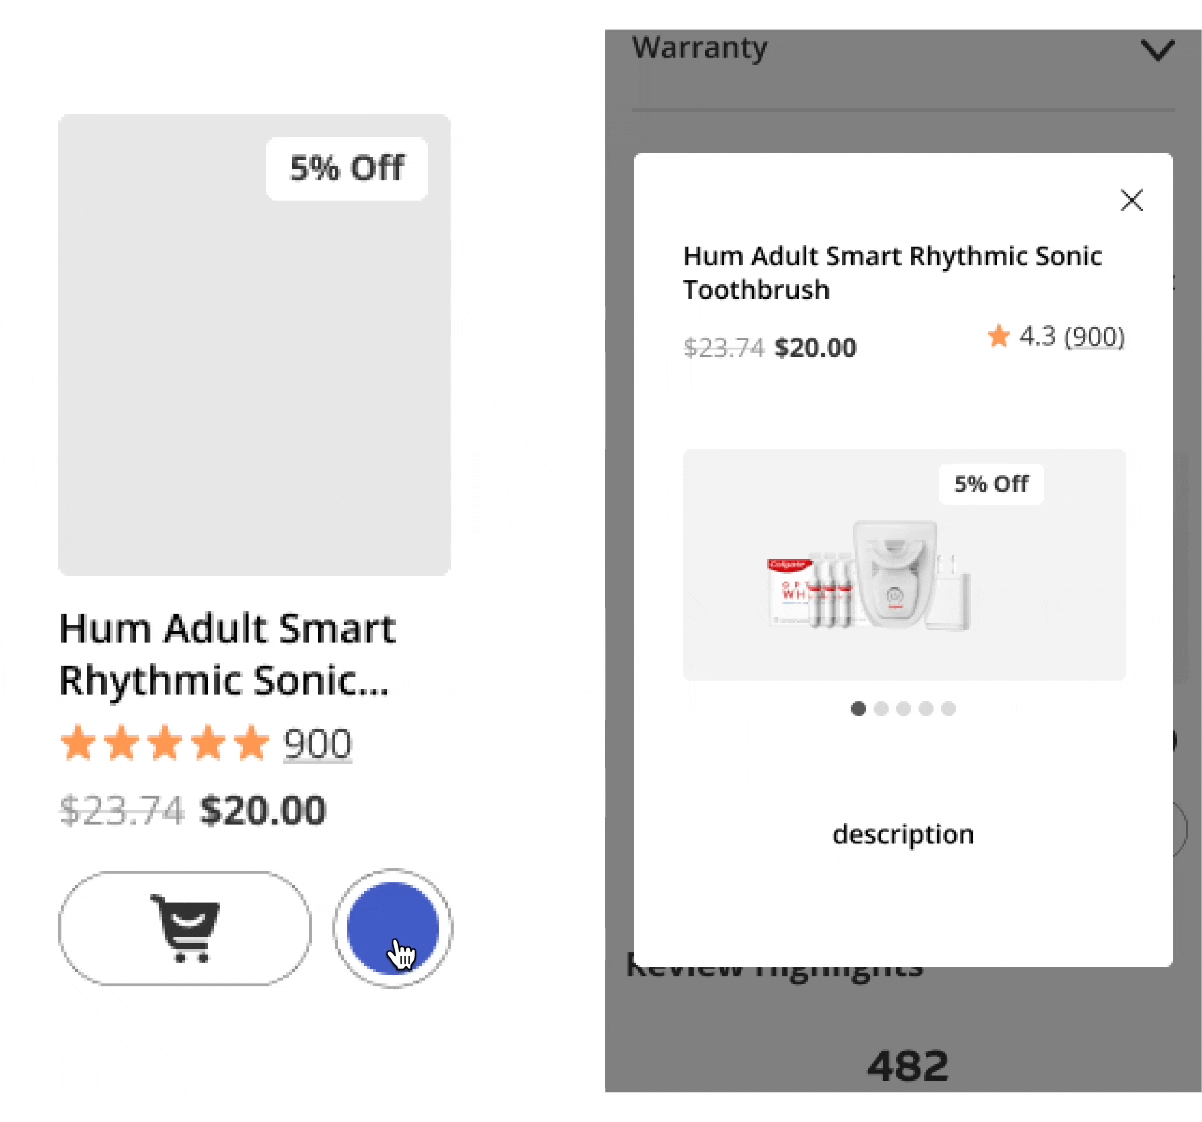 5% Off
Hum Adult Smart
Rhythmic Sonic...
900
$23.74 $20.00
Warranty
Hum Adult Smart Rhythmic Sonic
Toothbrush
$23.74 $20.00
4.3 (900)
5% Off
Colgate
description
Review Highlights
482